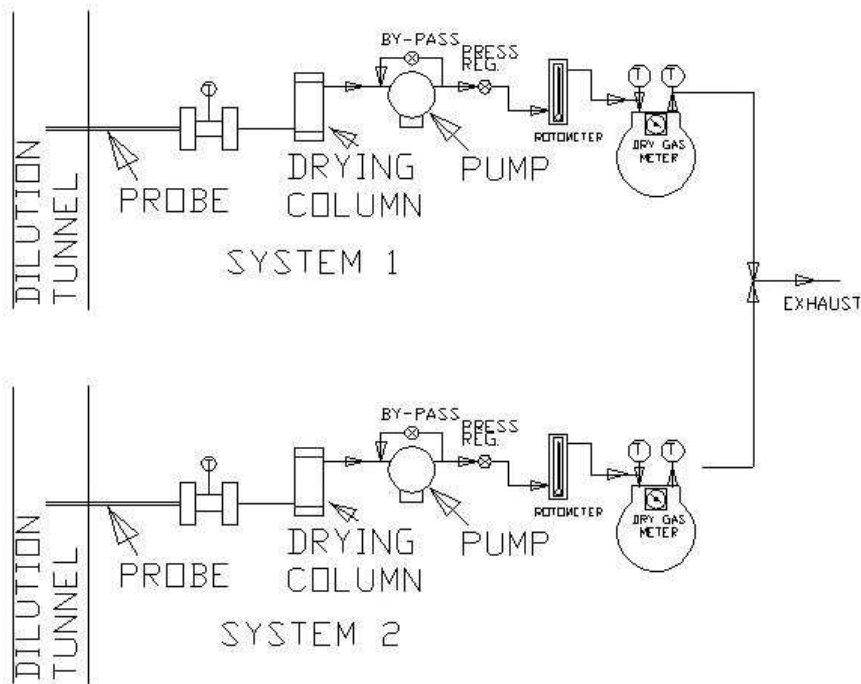 BY-PASS
PRESS
REG.
T
T
T
ROTOMETER
DRY GAS
METER
DILUTION
TUNNEL
PROBE
DRYING
COLUMN
PUMP
SYSTEM 1
EXHAUST
BY-PASS
PRESS
REG.
T
T
T
ROTOMETER
DRY GAS
METER
DILUTION
TUNNEL
PROBE
DRYING
COLUMN
PUMP
SYSTEM 2